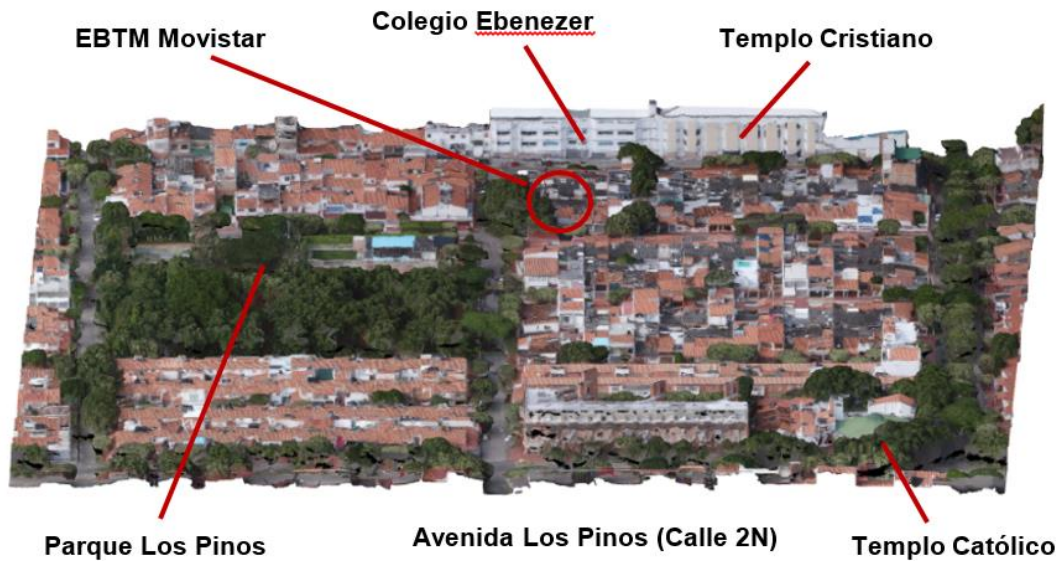 Colegio Ebenezer
EBTM Movistar
Templo Cristiano
Parque Los Pinos
Avenida Los Pinos (Calle 2N)
Templo Católico